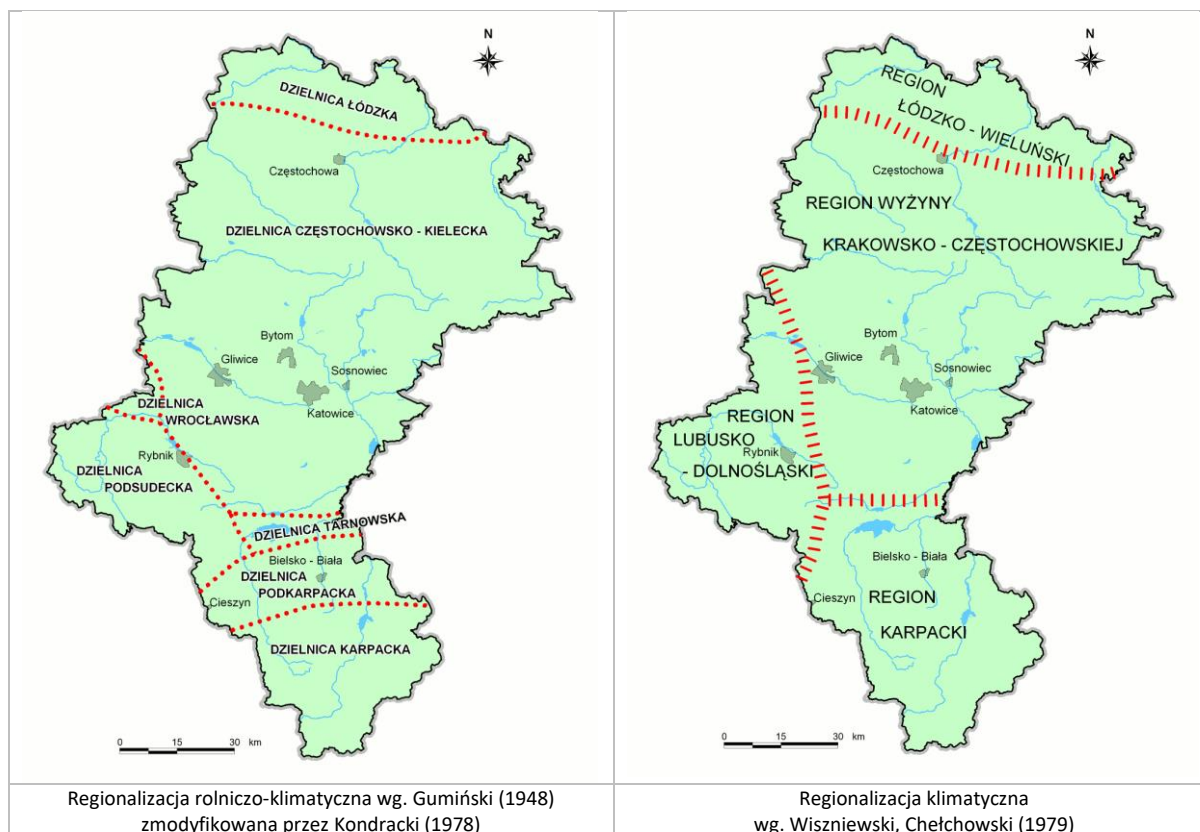 N
DZIELNICA ŁÓDZKA
Częstochowa
DZIELNICA CZĘSTOCHOWSKO - KIELECKA
Bytom
Gliwice
Sosnowiec
Katowice
DZIELNICA
WROCŁAWSKA
Rybnik
DZIELNICA
PODSUDECKA
DZIELNICA TARNOWSKA
Bielsko - Biała
DZIELNICA
PODKARPACKA
Cieszyn
DZIELNICA KARPACKA
0 15 30 km
Regionalizacja rolniczo-klimatyczna wg. Gumiński (1948)
zmodyfikowana przez Kondracki (1978)
N
REGION
ŁÓDZKO - WIELUŃSKI
Częstochowa
REGION WYŻYNY
KRAKOWSKO - CZĘSTOCHOWSKIEJ
Bytom
Gliwice
Sosnowiec
Katowice
REGION
LUBUSKO
Rybnik
- DOLNOŚLĄSKI
Bielsko - Biała
Cieszyn
REGION
KARPACKI
0 15 30 km
Regionalizacja klimatyczna
wg. Wiszniewski, Chełchowski (1979)